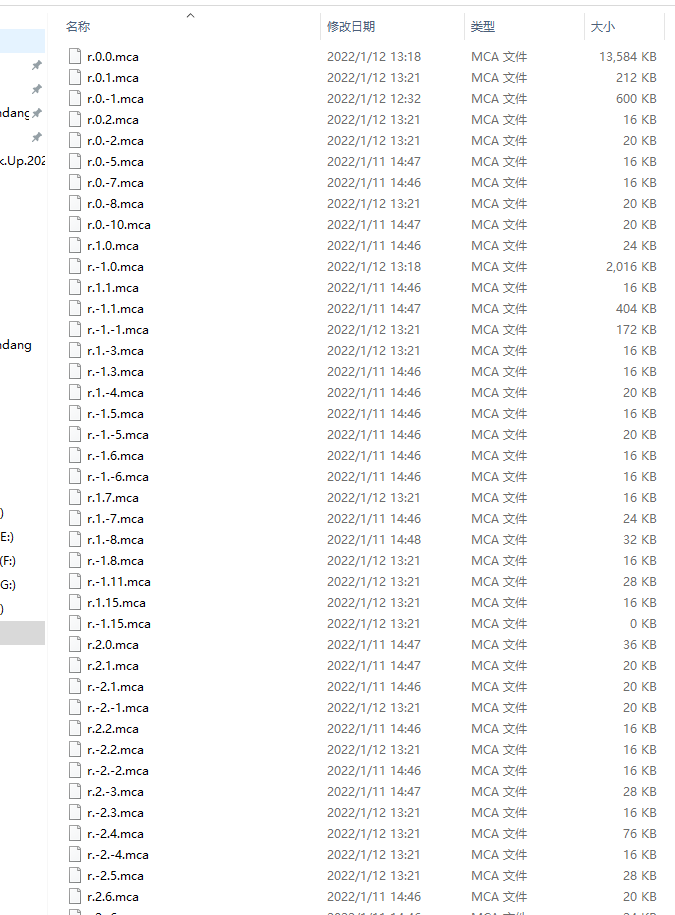 名称 修改日期 类型 大小
r.0.0.mca 2022/1/12 13:18 MCA 文件 13,584 KB
r.0.1.mca 2022/1/12 13:21 MCA 文件 212 KB
r.0.-1.mca 2022/1/12 12:32 MCA 文件 600 KB
r.0.2.mca 2022/1/12 13:21 MCA 文件 16 KB
r.0.-2.mca 2022/1/12 13:21 MCA 文件 20 KB
r.0.-5.mca 2022/1/11 14:47 MCA 文件 16 KB
r.0.-7.mca 2022/1/11 14:46 MCA 文件 16 KB
r.0.-8.mca 2022/1/12 13:21 MCA 文件 20 KB
r.0.-10.mca 2022/1/11 14:47 MCA 文件 20 KB
r.1.0.mca 2022/1/11 14:46 MCA 文件 24 KB
r.-1.0.mca 2022/1/12 13:18 MCA 文件 2,016 KB
r.1.1.mca 2022/1/11 14:46 MCA 文件 16 KB
r.-1.1.mca 2022/1/11 14:47 MCA 文件 404 KB
r.-1.-1.mca 2022/1/12 13:21 MCA 文件 172 KB
r.1.-3.mca 2022/1/12 13:21 MCA 文件 16 KB
r.-1.3.mca 2022/1/11 14:46 MCA 文件 16 KB
r.1.-4.mca 2022/1/11 14:46 MCA 文件 20 KB
r.-1.5.mca 2022/1/11 14:46 MCA 文件 16 KB
r.-1.-5.mca 2022/1/11 14:46 MCA 文件 20 KB
r.-1.6.mca 2022/1/11 14:46 MCA 文件 16 KB
r.-1.-6.mca 2022/1/11 14:46 MCA 文件 16 KB
r.1.7.mca 2022/1/12 13:21 MCA 文件 16 KB
r.1.-7.mca 2022/1/11 14:46 MCA 文件 24 KB
r.1.-8.mca 2022/1/11 14:48 MCA 文件 32 KB
r.-1.8.mca 2022/1/12 13:21 MCA 文件 16 KB
r.-1.11.mca 2022/1/12 13:21 MCA 文件 28 KB
r.1.15.mca 2022/1/12 13:21 MCA 文件 16 KB
r.-1.15.mca 2022/1/12 13:21 MCA 文件 0 KB
r.2.0.mca 2022/1/11 14:47 MCA 文件 36 KB
r.2.1.mca 2022/1/11 14:47 MCA 文件 20 KB
r.-2.1.mca 2022/1/11 14:46 MCA 文件 20 KB
r.-2.-1.mca 2022/1/12 13:21 MCA 文件 20 KB
r.2.2.mca 2022/1/11 14:46 MCA 文件 16 KB
r.-2.2.mca 2022/1/12 13:21 MCA 文件 16 KB
r.-2.-2.mca 2022/1/11 14:46 MCA 文件 16 KB
r.2.-3.mca 2022/1/11 14:47 MCA 文件 28 KB
r.-2.3.mca 2022/1/12 13:21 MCA 文件 16 KB
r.-2.4.mca 2022/1/12 13:21 MCA 文件 76 KB
r.-2.-4.mca 2022/1/12 13:21 MCA 文件 16 KB
r.-2.5.mca 2022/1/12 13:21 MCA 文件 28 KB
r.2.6.mca 2022/1/11 14:46 MCA 文件 20 KB
ndang
k.Up.202
ndang
)
E:)
(F:)
G:)
)